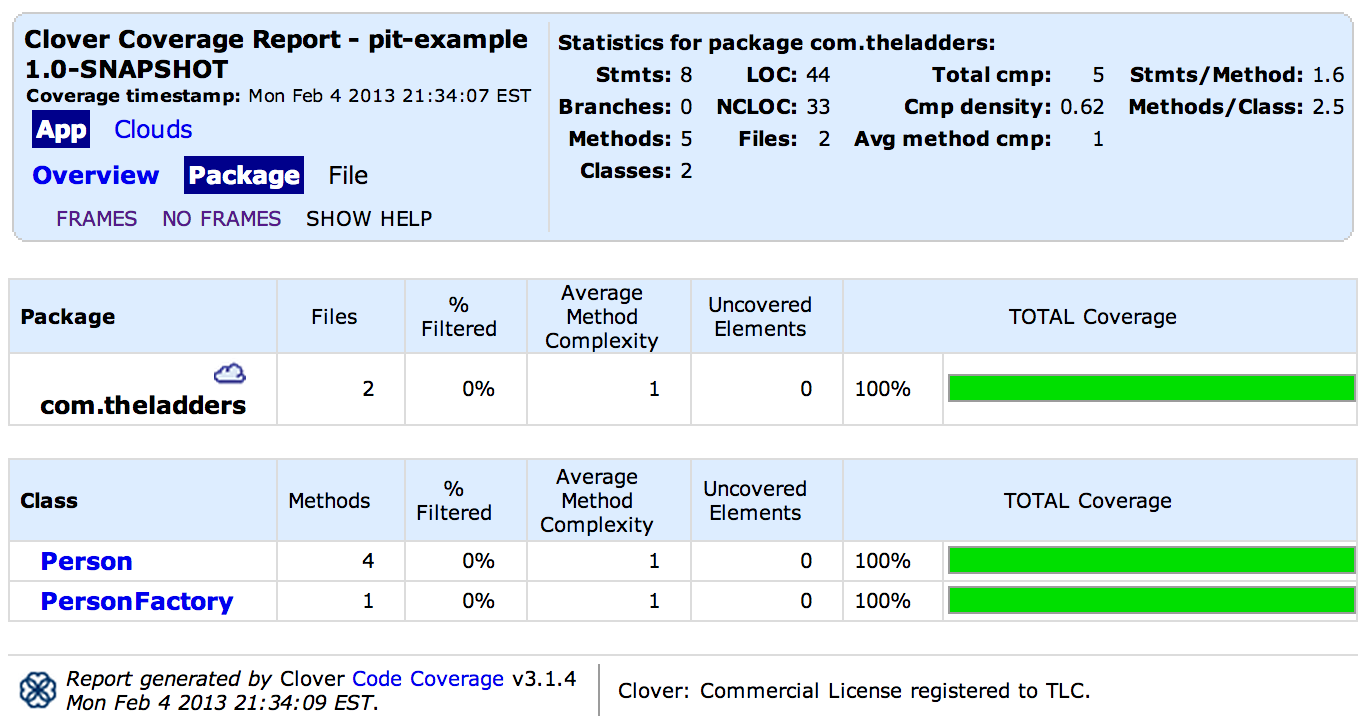 Clover Coverage Report - pit-example
1.0-SNAPSHOT
Coverage timestamp: Mon Feb 4 2013 21:34:07 EST
App Clouds
Overview Package File
FRAMES NO FRAMES SHOW HELP
Statistics for package com.theladders:
Stmts: 8 LOC: 44 Total cmp: 5 Stmts/Method: 1.6
Branches: 0 NCLOC: 33 Cmp density: 0.62 Methods/Class: 2.5
Methods: 5 Files: 2 Avg method cmp: 1
Classes: 2
Package Files % Filtered Average Method Complexity Uncovered Elements TOTAL Coverage
com.theladders 2 0% 1 0 100%
Class Methods % Filtered Average Method Complexity Uncovered Elements TOTAL Coverage
Person 4 0% 1 0 100%
PersonFactory 1 0% 1 0 100%
Report generated by Clover Code Coverage v3.1.4
Mon Feb 4 2013 21:34:09 EST.
Clover: Commercial License registered to TLC.